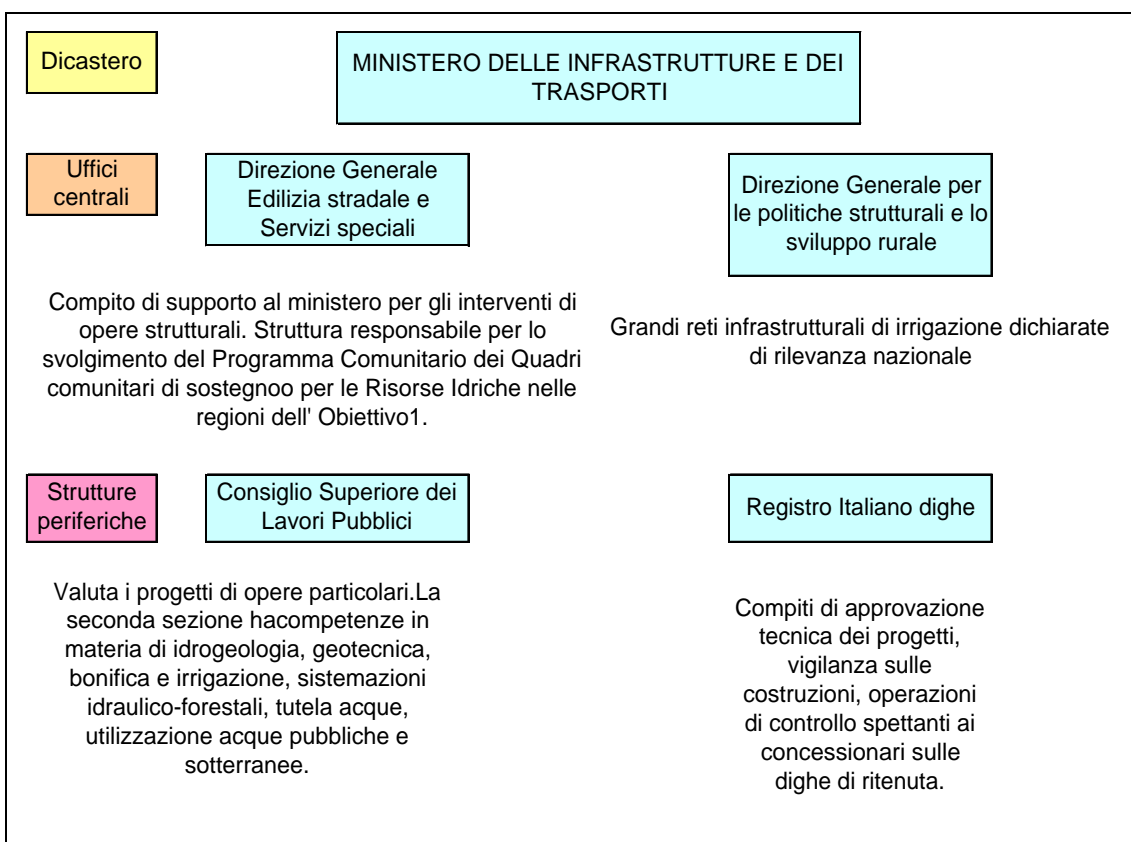 Dicastero
MINISTERO DELLE INFRASTRUTTURE E DEI
TRASPORTI
Uffici
centrali
Direzione Generale
Edilizia stradale e
Servizi speciali
Direzione Generale per
le politiche strutturali e lo
sviluppo rurale
Compito di supporto al ministero per gli interventi di
opere strutturali. Struttura responsabile per lo
svolgimento del Programma Comunitario dei Quadri
comunitari di sostegnoo per le Risorse Idriche nelle
regioni dell' Obiettivo1.
Grandi reti infrastrutturali di irrigazione dichiarate
di rilevanza nazionale
Strutture
periferiche
Consiglio Superiore dei
Lavori Pubblici
Registro Italiano dighe
Valuta i progetti di opere particolari.La
seconda sezione hacompetenze in
materia di idrogeologia, geotecnica,
bonifica e irrigazione, sistemazioni
idraulico-forestali, tutela acque,
utilizzazione acque pubbliche e
sotterranee.
Compiti di approvazione
tecnica dei progetti,
vigilanza sulle
costruzioni, operazioni
di controllo spettanti ai
concessionari sulle
dighe di ritenuta.